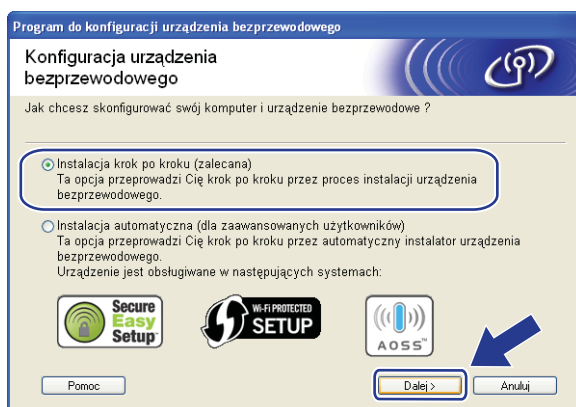 Program do konfiguracji urządzenia bezprzewodowego
Konfiguracja urządzenia
bezprzewodowego
Jak chcesz skonfigurować swój komputer i urządzenie bezprzewodowe ?
Instalacja krok po kroku (zalecana)
Ta opcja przeprowadzi Cię krok po kroku przez proces instalacji urządzenia
bezprzewodowego.
Instalacja automatyczna (dla zaawansowanych użytkowników)
Ta opcja przeprowadzi Cię krok po kroku przez automatyczny instalator urządzenia
bezprzewodowego.
Urządzenie jest obsługiwane w następujących systemach:
Secure
Easy
Setup™
Wi-Fi PROTECTED
SETUP
AOSS™
Pomoc
Dalej >
Anuluj